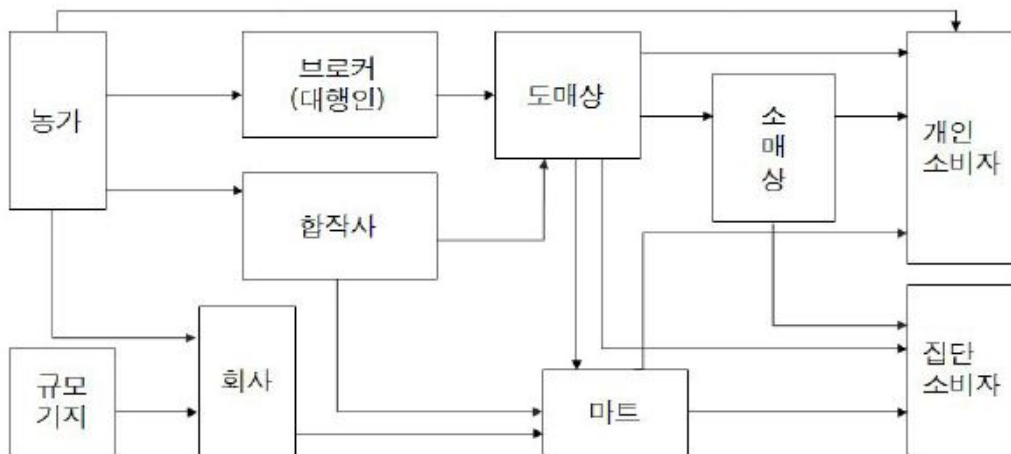 농가
브로커
(대행인)
도매상
소
매
상
개인
소비자
합작사
규모
기지
회사
마트
집단
소비자